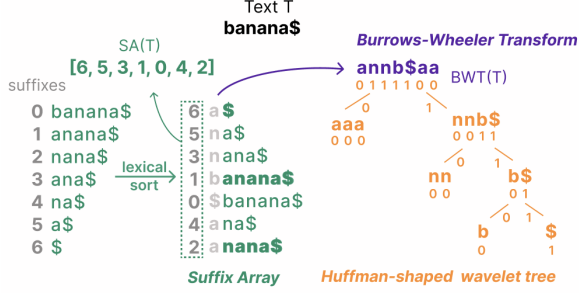 Text T
banana$
SA(T)
[6, 5, 3, 1, 0, 4, 2]
suffixes
0 banana$
1 anana$
2 nana$
3 ana$
4 na$
5 a$
6 $
lexical
sort
6 a$
5 na$
3 nana$
1 banana$
0 $banana$
4 ana$
2 anana$
Suffix Array
Burrows-Wheeler Transform
annb$aa
BWT(T)
0 1 1 1 1 0 0
0 1
aaa
0 0 0
nnb$
0 0 1 1
0 1
nn
0 0
b$
0 1
0 1
b
0
$
1
Huffman-shaped wavelet tree